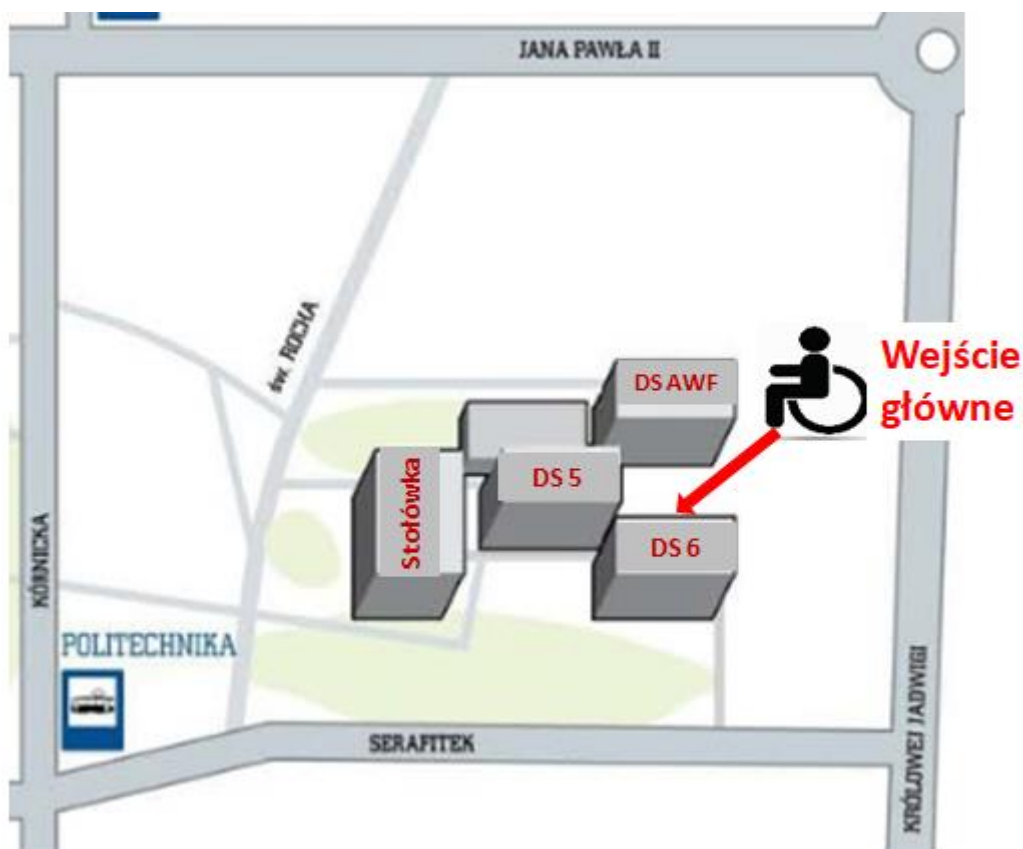 JANA PAWŁA II
św. ROCHA
Wejście
główne
DS AWF
DS 5
Stołówka
DS 6
KÓRNICKA
POLITECHNIKA
KRÓLOWEJ JADWIGI
SERAFITEK